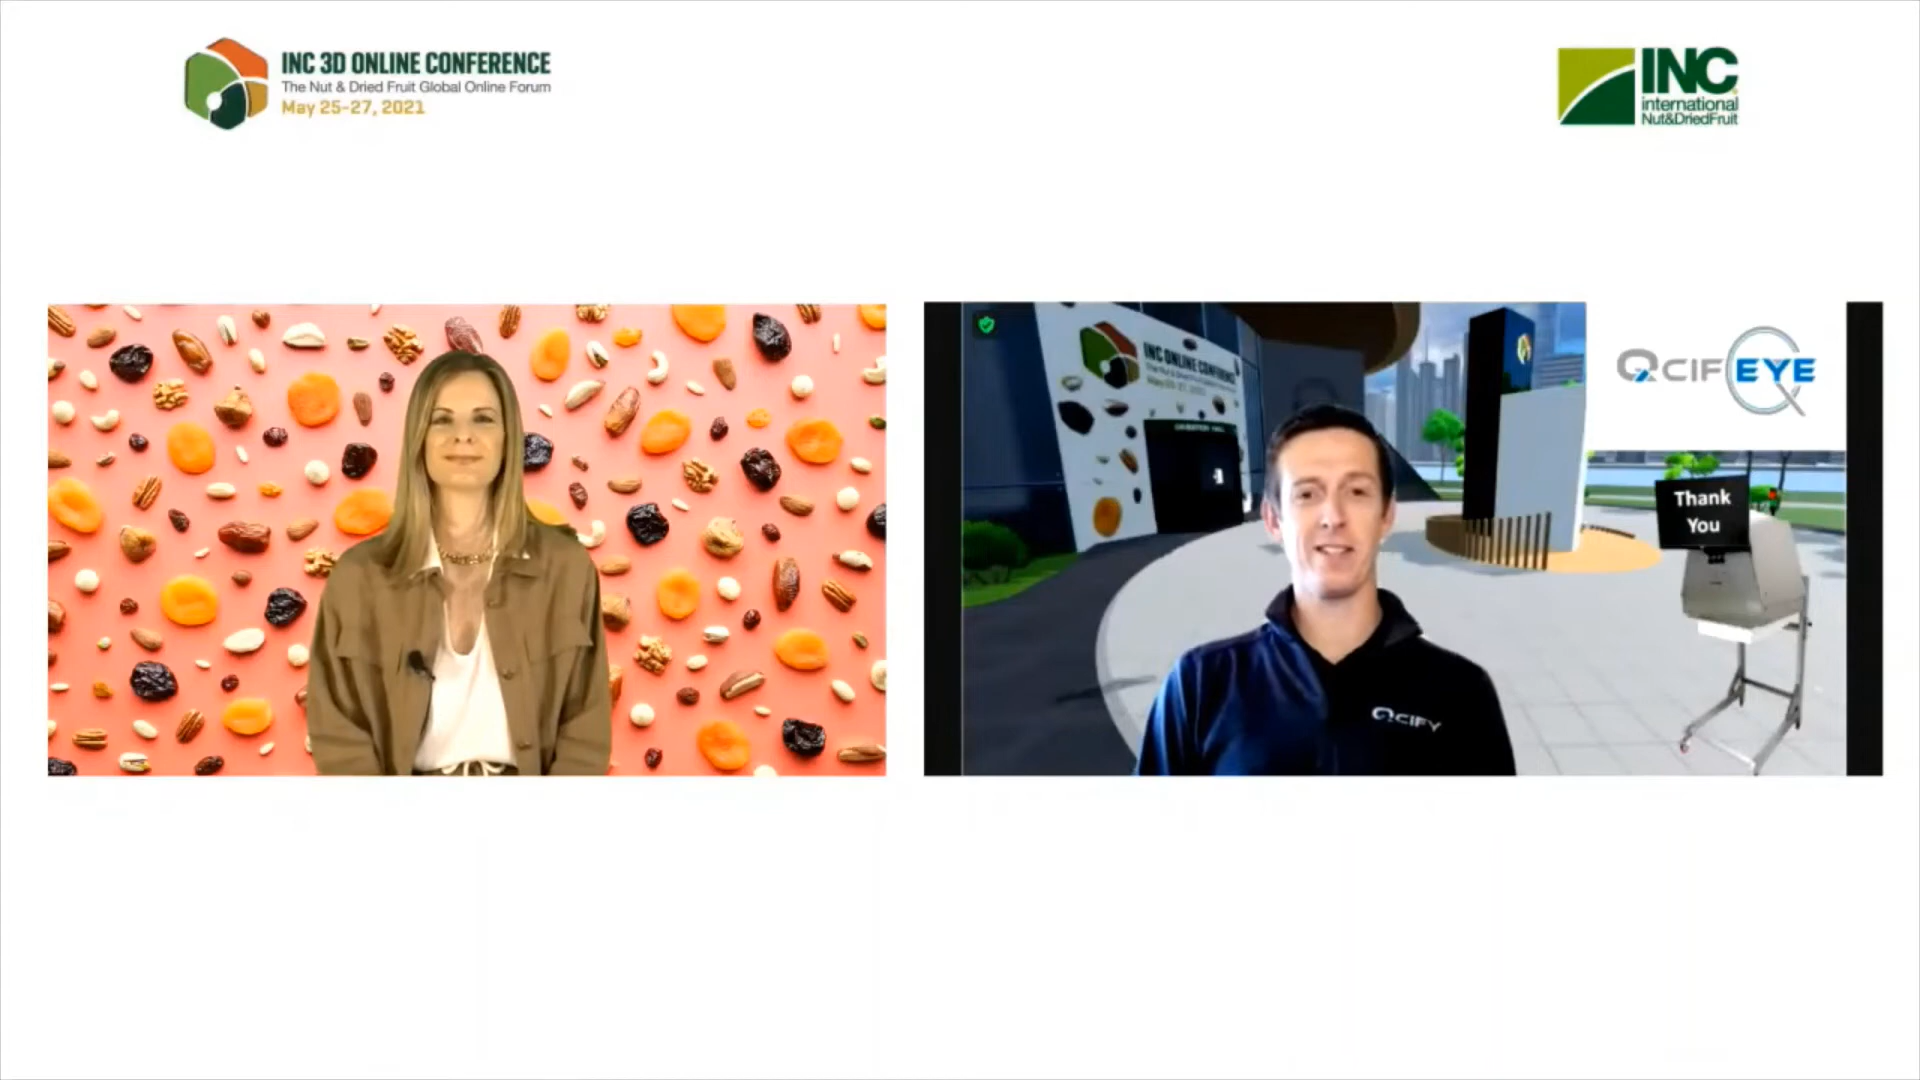 INC 3D ONLINE CONFERENCE
The Nut & Dried Fruit Global Online Forum
May 25-27, 2021
INC
international
Nut&DriedFruit
INC ONLINE CONFERENCE
QCIFEYE
Thank
You
QCIFY